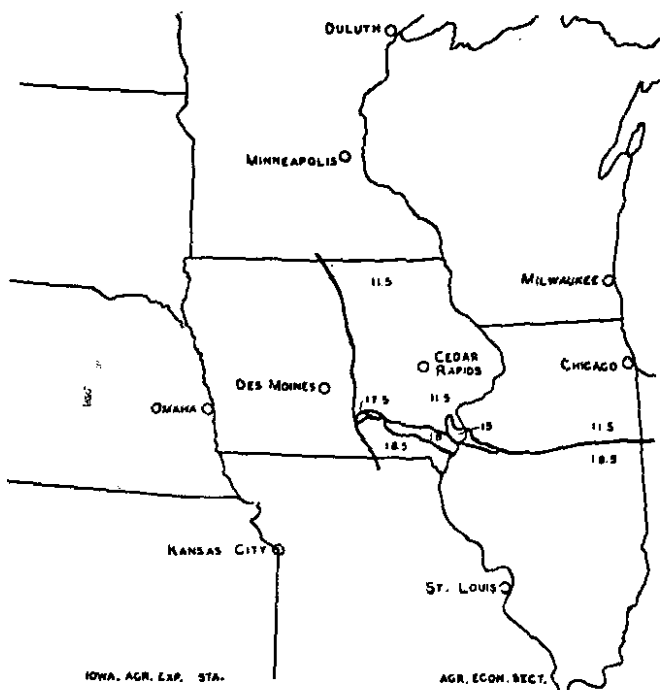 DULUTH
MINNEAPOLIS
11.5
MILWAUKEE
CEDAR
RAPIDS
CHICAGO
DES MOINES
OMAHA
17.5
11.5
15
11.5
18.5
18.5
KANSAS CITY
ST. LOUIS
IOWA. AGR. EXP. STA.
AGR. ECON. SECT.